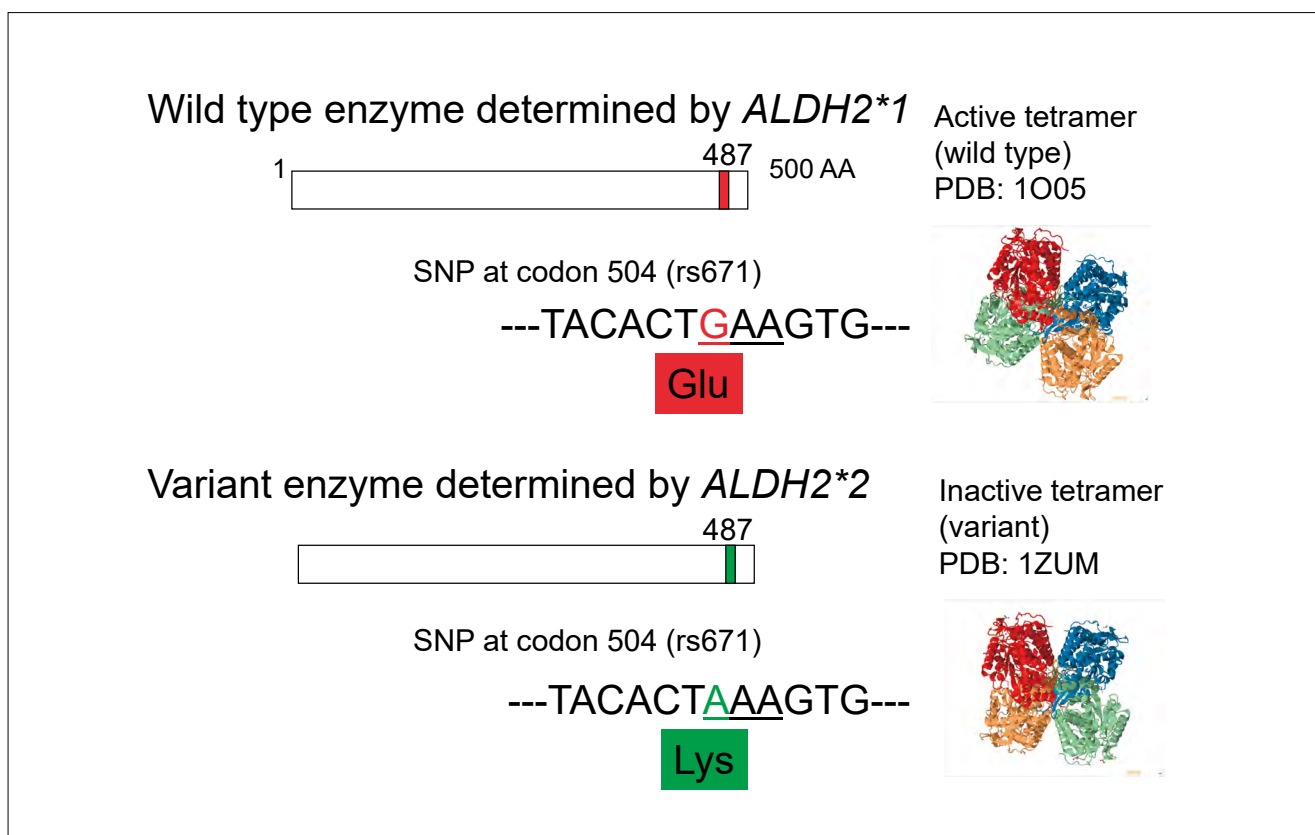 Wild type enzyme determined by ALDH2*1
Active tetramer
(wild type)
PDB: 1O05
487
1
500 AA
SNP at codon 504 (rs671)
---TACACTGAAGTG---
Glu
Variant enzyme determined by ALDH2*2
Inactive tetramer
(variant)
PDB: 1ZUM
487
SNP at codon 504 (rs671)
---TACACTAAAGTG---
Lys